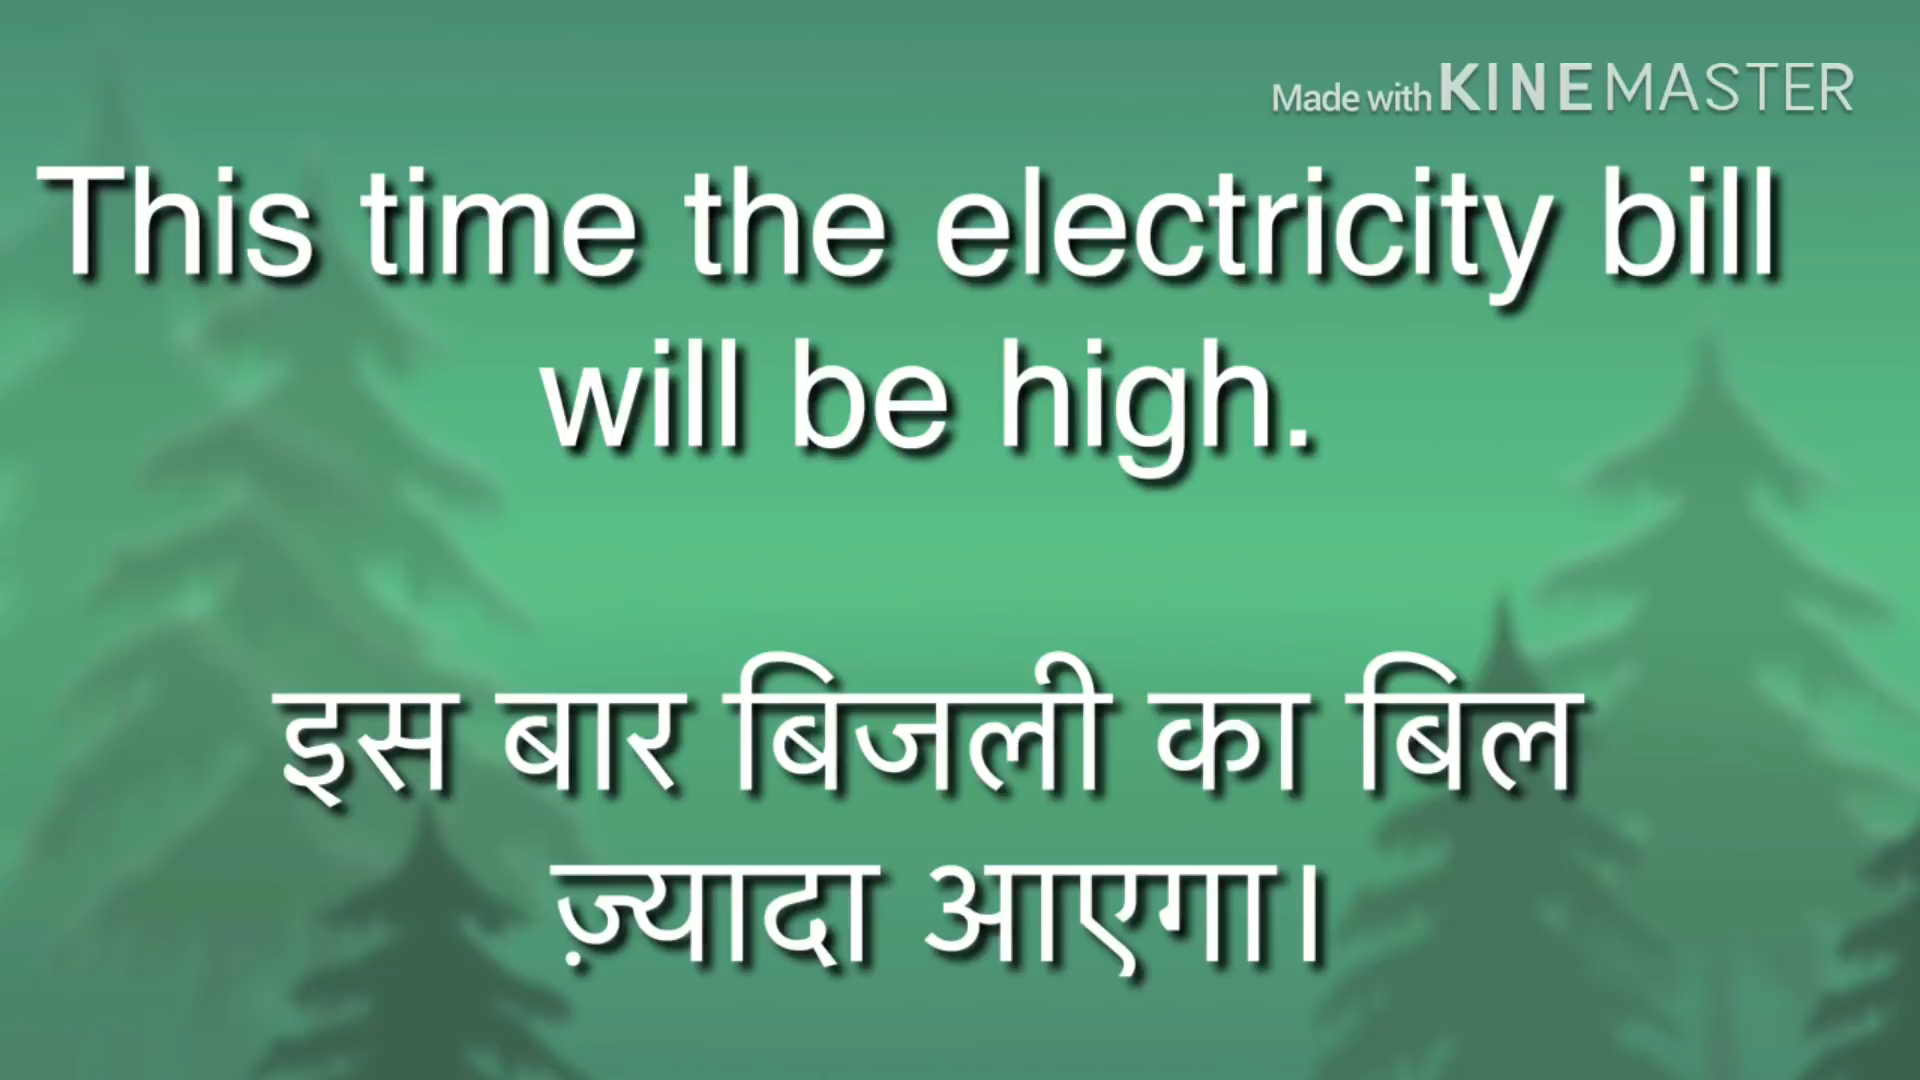 Made with KINEMASTER
This time the electricity bill
will be high.
इस बार बिजली का बिल
ज़्यादा आएगा।